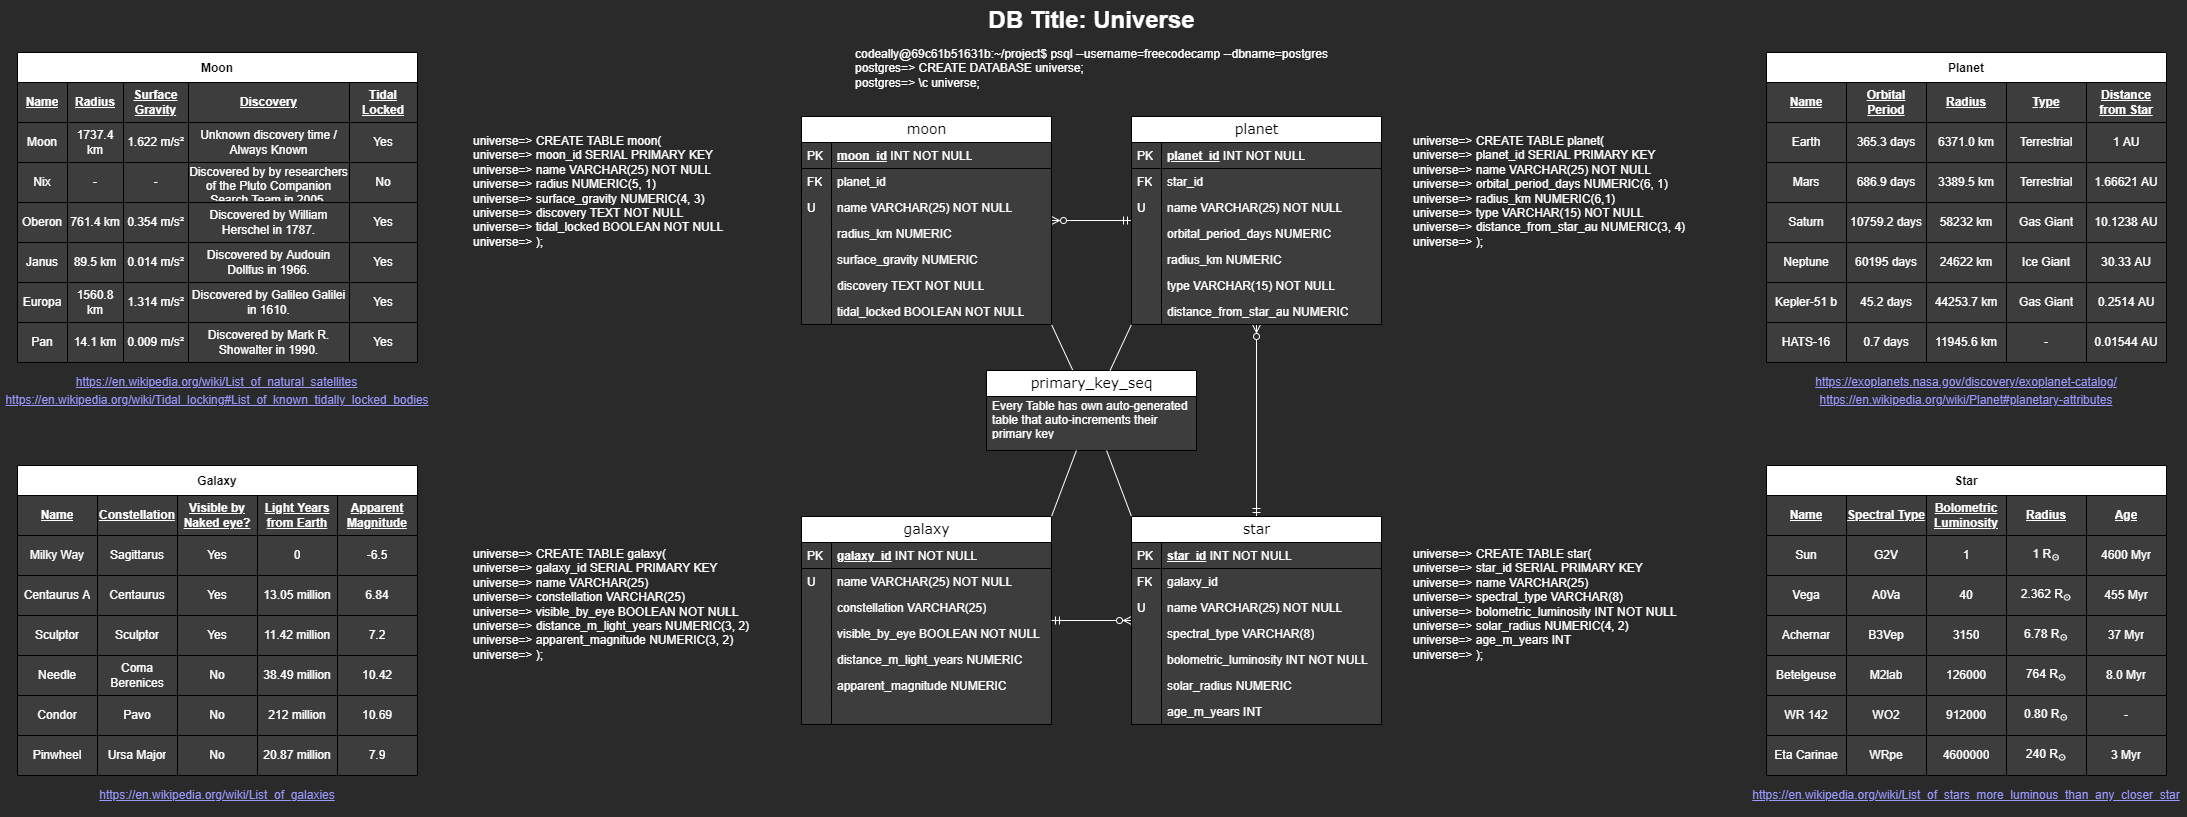 DB Title: Universe
codeally@69c61b51631b:~/project$ psql --username=freecodecamp --dbname=postgres
postgres=> CREATE DATABASE universe;
postgres=> \c universe;
Moon
Name Radius Surface Gravity Discovery Tidal Locked
Moon 1737.4 km 1.622 m/s² Unknown discovery time / Always Known Yes
Nix - - Discovered by by researchers of the Pluto Companion Search Team in 2005. No
Oberon 761.4 km 0.354 m/s² Discovered by William Herschel in 1787. Yes
Janus 89.5 km 0.014 m/s² Discovered by Audouin Dollfus in 1966. Yes
Europa 1560.8 km 1.314 m/s² Discovered by Galileo Galilei in 1610. Yes
Pan 14.1 km 0.009 m/s² Discovered by Mark R. Showalter in 1990. Yes
https://en.wikipedia.org/wiki/List_of_natural_satellites
https://en.wikipedia.org/wiki/Tidal_locking#List_of_known_tidally_locked_bodies
universe=> CREATE TABLE moon(
universe=> moon_id SERIAL PRIMARY KEY
universe=> name VARCHAR(25) NOT NULL
universe=> radius NUMERIC(5, 1)
universe=> surface_gravity NUMERIC(4, 3)
universe=> discovery TEXT NOT NULL
universe=> tidal_locked BOOLEAN NOT NULL
universe=> );
moon
PK moon_id INT NOT NULL
FK planet_id
U name VARCHAR(25) NOT NULL
radius_km NUMERIC
surface_gravity NUMERIC
discovery TEXT NOT NULL
tidal_locked BOOLEAN NOT NULL
planet
PK planet_id INT NOT NULL
FK star_id
U name VARCHAR(25) NOT NULL
orbital_period_days NUMERIC
radius_km NUMERIC
type VARCHAR(15) NOT NULL
distance_from_star_au NUMERIC
universe=> CREATE TABLE planet(
universe=> planet_id SERIAL PRIMARY KEY
universe=> name VARCHAR(25) NOT NULL
universe=> orbital_period_days NUMERIC(6, 1)
universe=> radius_km NUMERIC(6,1)
universe=> type VARCHAR(15) NOT NULL
universe=> distance_from_star_au NUMERIC(3, 4)
universe=> );
Planet
Name Orbital Period Radius Type Distance from Star
Earth 365.3 days 6371.0 km Terrestrial 1 AU
Mars 686.9 days 3389.5 km Terrestrial 1.66621 AU
Saturn 10759.2 days 58232 km Gas Giant 10.1238 AU
Neptune 60195 days 24622 km Ice Giant 30.33 AU
Kepler-51 b 45.2 days 44253.7 km Gas Giant 0.2514 AU
HATS-16 0.7 days 11945.6 km - 0.01544 AU
https://exoplanets.nasa.gov/discovery/exoplanet-catalog/
https://en.wikipedia.org/wiki/Planet#planetary-attributes
primary_key_seq
Every Table has own auto-generated
table that auto-increments their
primary key
Galaxy
Name Constellation Visible by Naked eye? Light Years from Earth Apparent Magnitude
Milky Way Sagittarus Yes 0 -6.5
Centaurus A Centaurus Yes 13.05 million 6.84
Sculptor Sculptor Yes 11.42 million 7.2
Needle Coma Berenices No 38.49 million 10.42
Condor Pavo No 212 million 10.69
Pinwheel Ursa Major No 20.87 million 7.9
https://en.wikipedia.org/wiki/List_of_galaxies
universe=> CREATE TABLE galaxy(
universe=> galaxy_id SERIAL PRIMARY KEY
universe=> name VARCHAR(25)
universe=> constellation VARCHAR(25)
universe=> visible_by_eye BOOLEAN NOT NULL
universe=> distance_m_light_years NUMERIC(3, 2)
universe=> apparent_magnitude NUMERIC(3, 2)
universe=> );
galaxy
PK galaxy_id INT NOT NULL
U name VARCHAR(25) NOT NULL
constellation VARCHAR(25)
visible_by_eye BOOLEAN NOT NULL
distance_m_light_years NUMERIC
apparent_magnitude NUMERIC
star
PK star_id INT NOT NULL
FK galaxy_id
U name VARCHAR(25) NOT NULL
spectral_type VARCHAR(8)
bolometric_luminosity INT NOT NULL
solar_radius NUMERIC
age_m_years INT
universe=> CREATE TABLE star(
universe=> star_id SERIAL PRIMARY KEY
universe=> name VARCHAR(25)
universe=> spectral_type VARCHAR(8)
universe=> bolometric_luminosity INT NOT NULL
universe=> solar_radius NUMERIC(4, 2)
universe=> age_m_years INT
universe=> );
Star
Name Spectral Type Bolometric Luminosity Radius Age
Sun G2V 1 1 R☉ 4600 Myr
Vega A0Va 40 2.362 R☉ 455 Myr
Achernar B3Vep 3150 6.78 R☉ 37 Myr
Betelgeuse M2Iab 126000 764 R☉ 8.0 Myr
WR 142 WO2 912000 0.80 R☉ -
Eta Carinae WRpe 4600000 240 R☉ 3 Myr
https://en.wikipedia.org/wiki/List_of_stars_more_luminous_than_any_closer_star